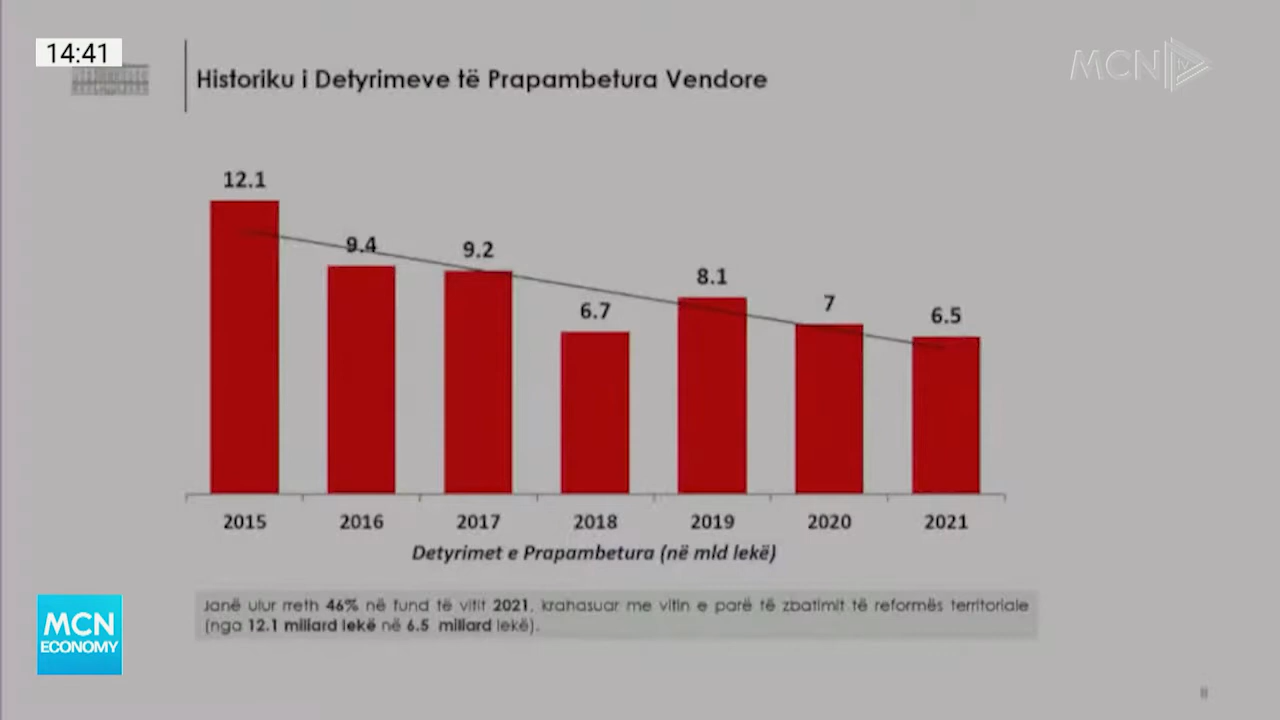 14:41
Historiku i Detyrimeve të Prapambetura Vendore
MCN TV
12.1
9.4
9.2
6.7
8.1
7
6.5
2015 2016 2017 2018 2019 2020 2021
Detyrimet e Prapambetura (në mld lekë)
Janë ulur rreth 46% në fund të vitit 2021, krahasuar me vitin e parë të zbatimit të reformës territoriale
(nga 12.1 miliard lekë në 6.5 miliard lekë).
MCN
ECONOMY